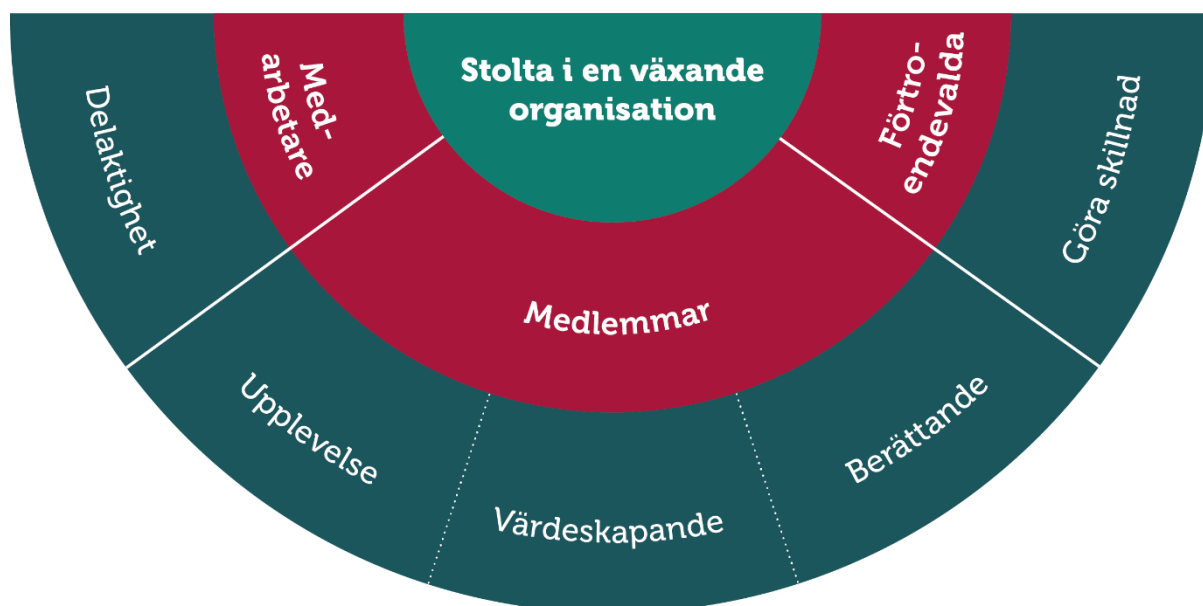 Stolta i en växande
organisation
Med-
arbetare
Medlemmar
Förtro-
endevalda
Delaktighet
Upplevelse
Värdeskapande
Berättande
Göra skillnad